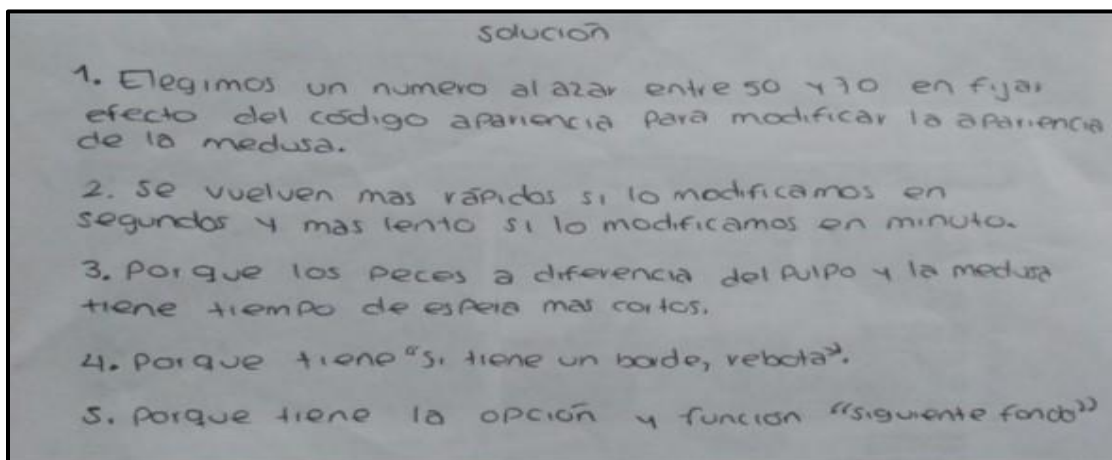 solución
1. Elegimos un numero al azar entre 50 y 70 en fijar
efecto del código apariencia para modificar la apariencia
de la medusa.
2. se vuelven mas rápidos si lo modificamos en
segundos y mas lento si lo modificamos en minuto.
3. Porque los peces a diferencia del pulpo y la medusa
tiene tiempo de espera mas cortos.
4. Porque tiene "si tiene un borde, rebota".
5. Porque tiene la opción y función "siguiente fondo"